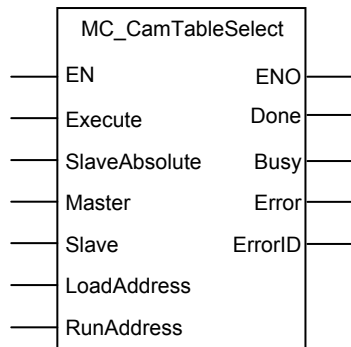 MC_CamTableSelect
EN ENO
Execute Done
SlaveAbsolute Busy
Master Error
Slave ErrorID
LoadAddress
RunAddress